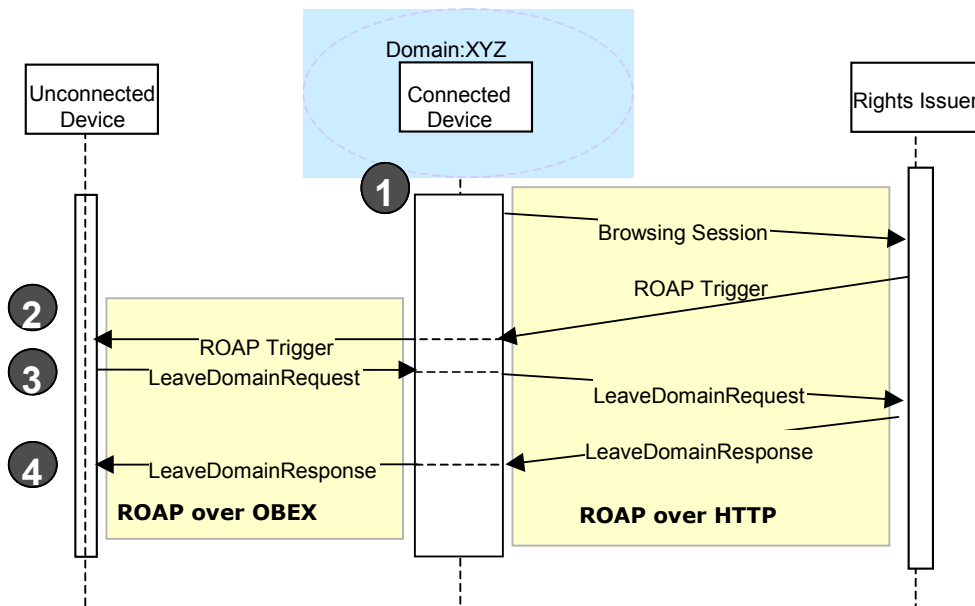 Domain:XYZ
Unconnected
Device
Connected
Device
Rights Issuer
1
Browsing Session
ROAP Trigger
2
ROAP Trigger
3
LeaveDomainRequest
LeaveDomainRequest
LeaveDomainResponse
4
LeaveDomainResponse
ROAP over OBEX
ROAP over HTTP